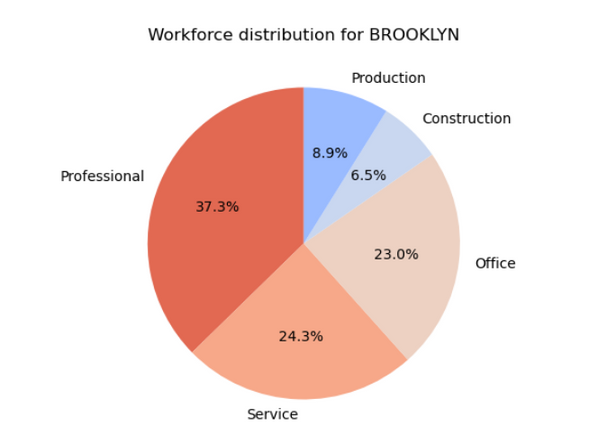 Workforce distribution for BROOKLYN
Production
Construction
8.9%
6.5%
Professional
37.3%
23.0%
Office
24.3%
Service